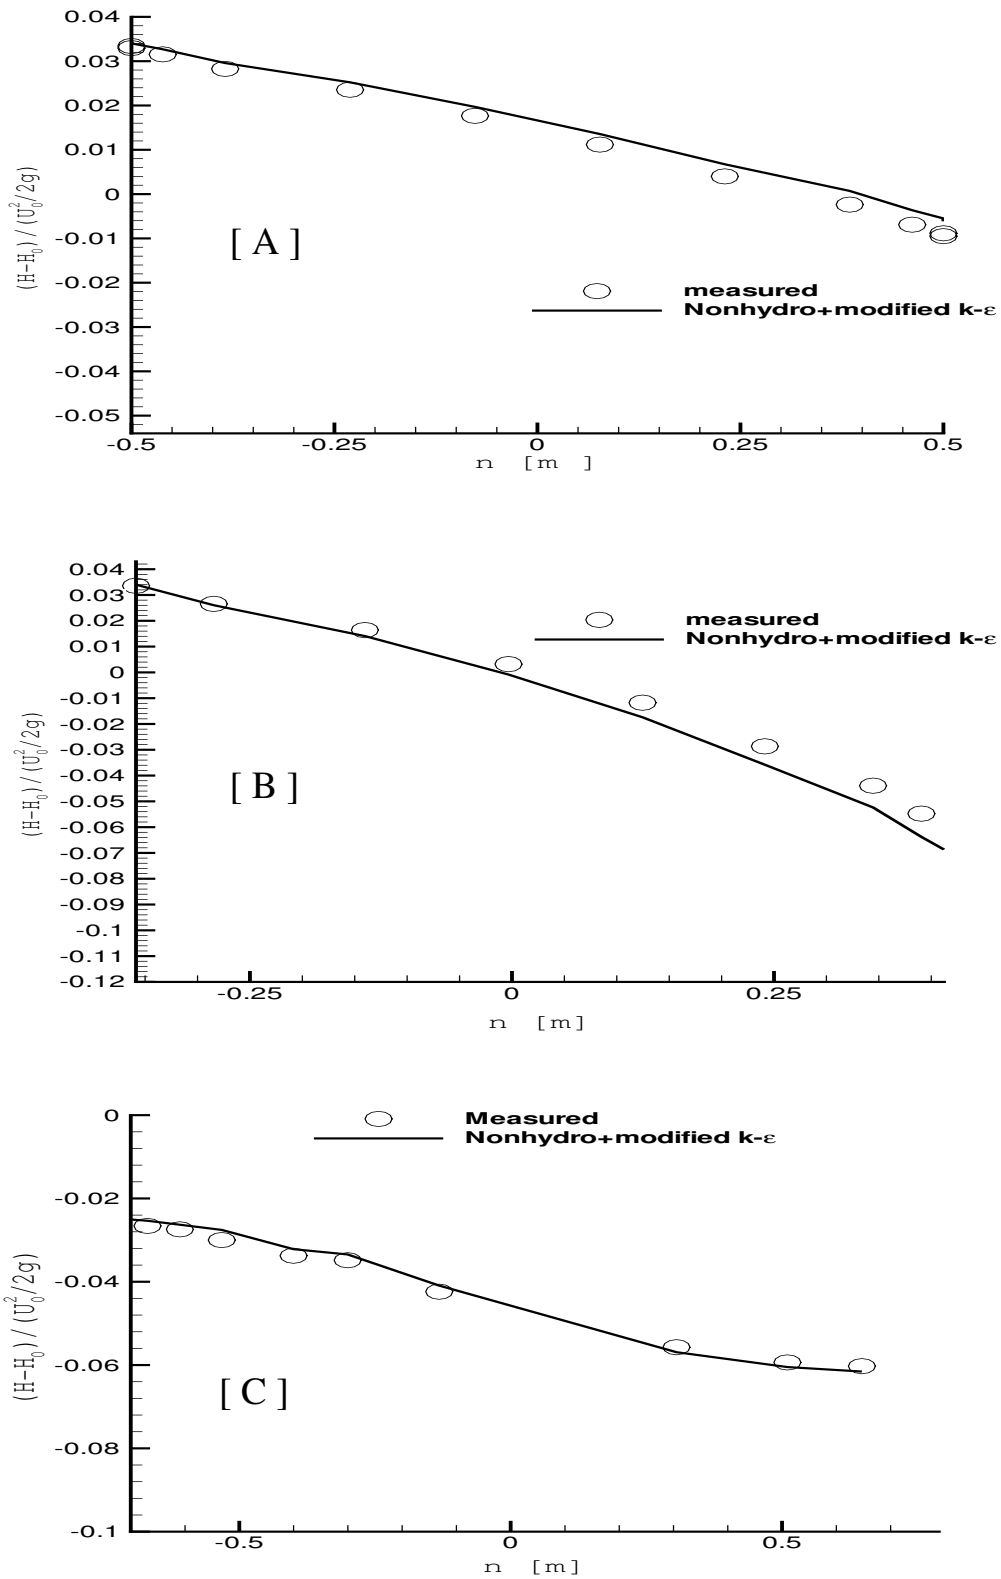 0.04
0.03
0.02
0.01
0
-0.01
-0.02
-0.03
-0.04
-0.05
(H-H₀)/(U₀²/2g)
[ A ]
measured
Nonhydro+modified k-ε
-0.5 -0.25 0 0.25 0.5
n [m ]
0.04
0.03
0.02
0.01
0
-0.01
-0.02
-0.03
-0.04
-0.05
-0.06
-0.07
-0.08
-0.09
-0.1
-0.11
-0.12
(H-H₀)/(U₀²/2g)
measured
Nonhydro+modified k-ε
[ B ]
-0.25 0 0.25
n [m]
Measured
Nonhydro+modified k-ε
0
-0.02
-0.04
-0.06
-0.08
-0.1
(H-H₀)/(U₀²/2g)
[ C ]
-0.5 0 0.5
n [m]